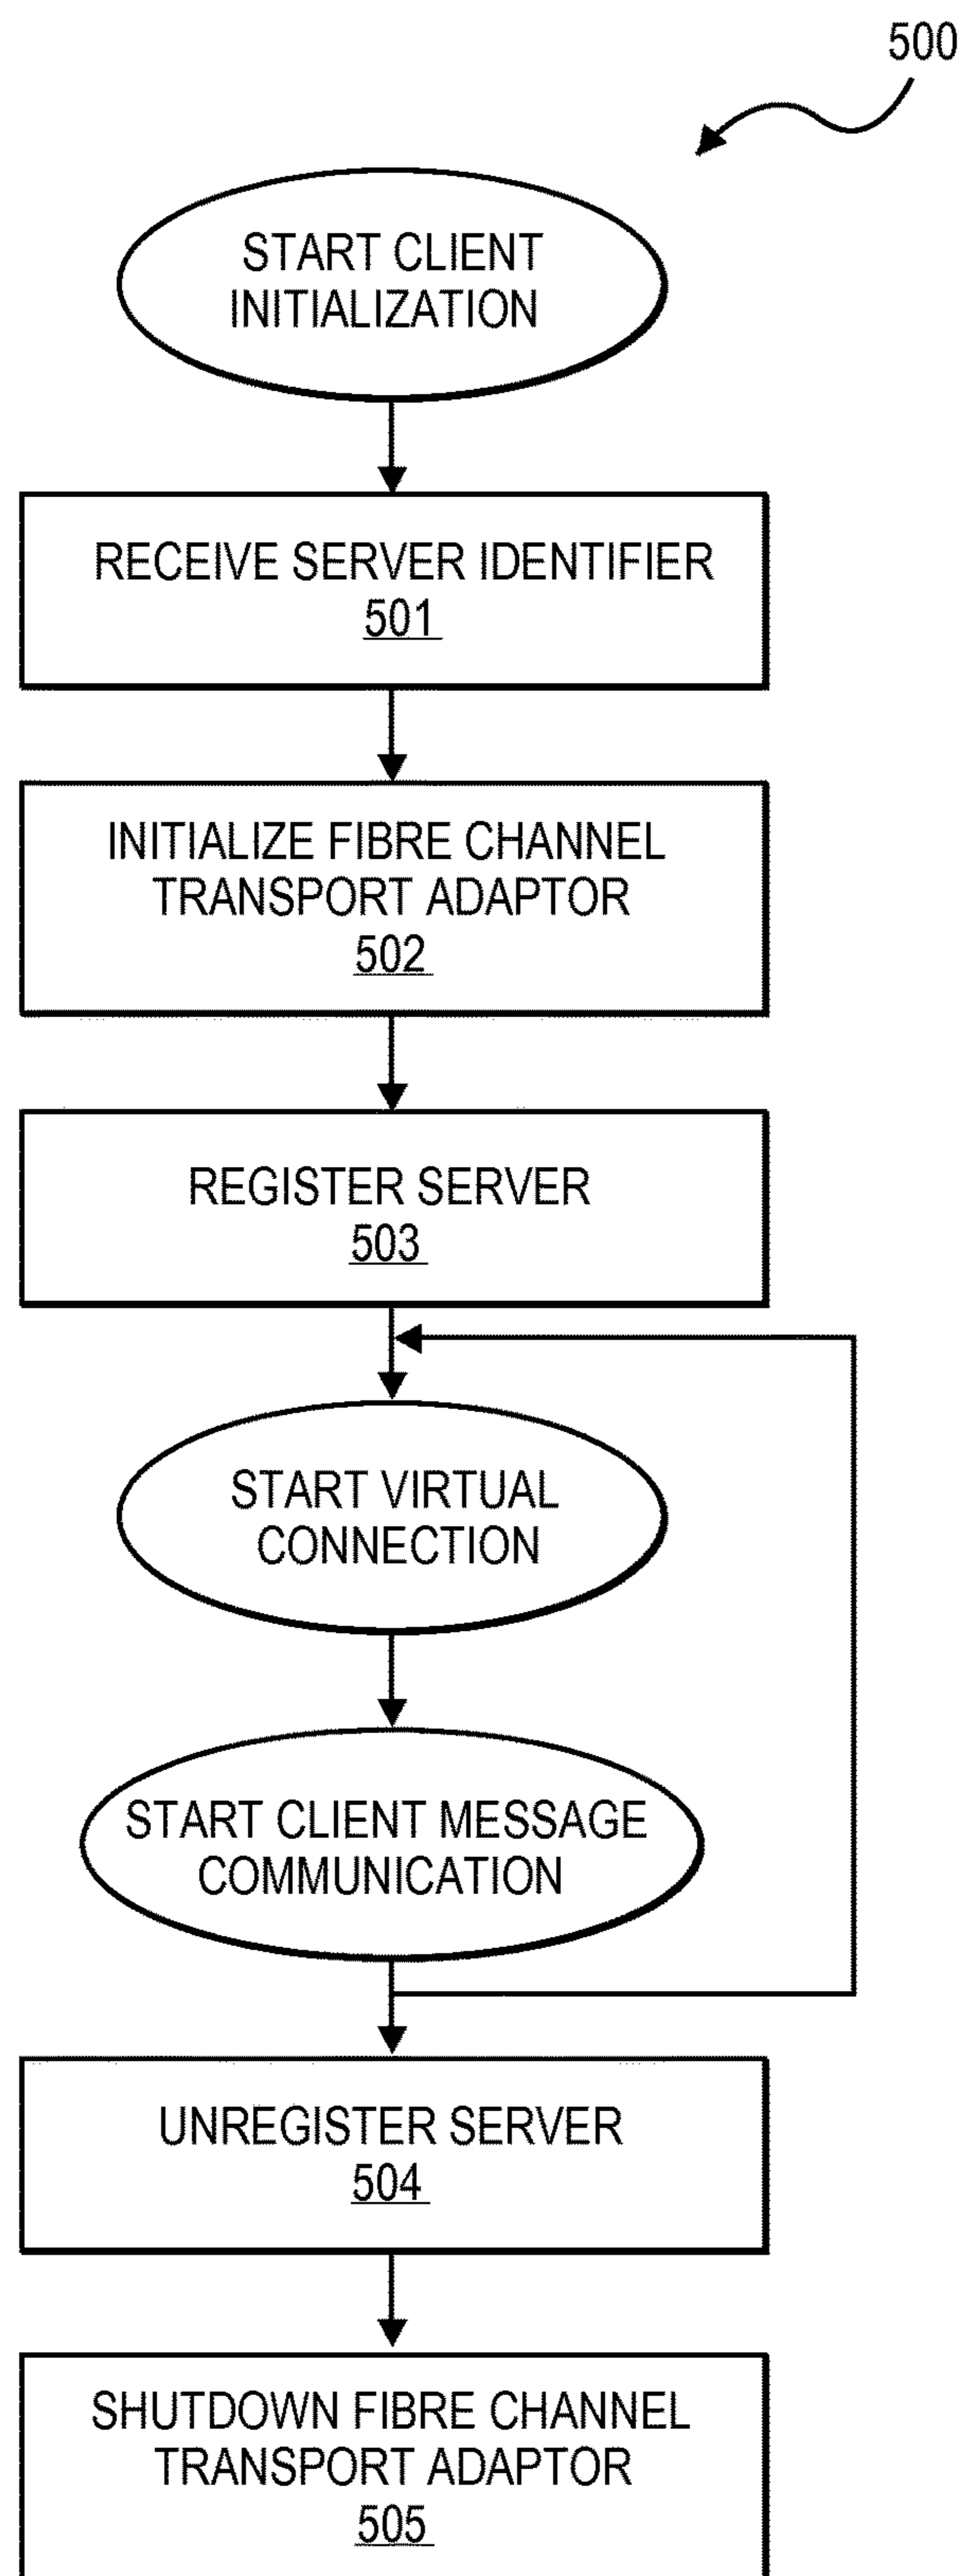 500
START CLIENT
INITIALIZATION
RECEIVE SERVER IDENTIFIER
501
INITIALIZE FIBRE CHANNEL
TRANSPORT ADAPTOR
502
REGISTER SERVER
503
START VIRTUAL
CONNECTION
START CLIENT MESSAGE
COMMUNICATION
UNREGISTER SERVER
504
SHUTDOWN FIBRE CHANNEL
TRANSPORT ADAPTOR
505